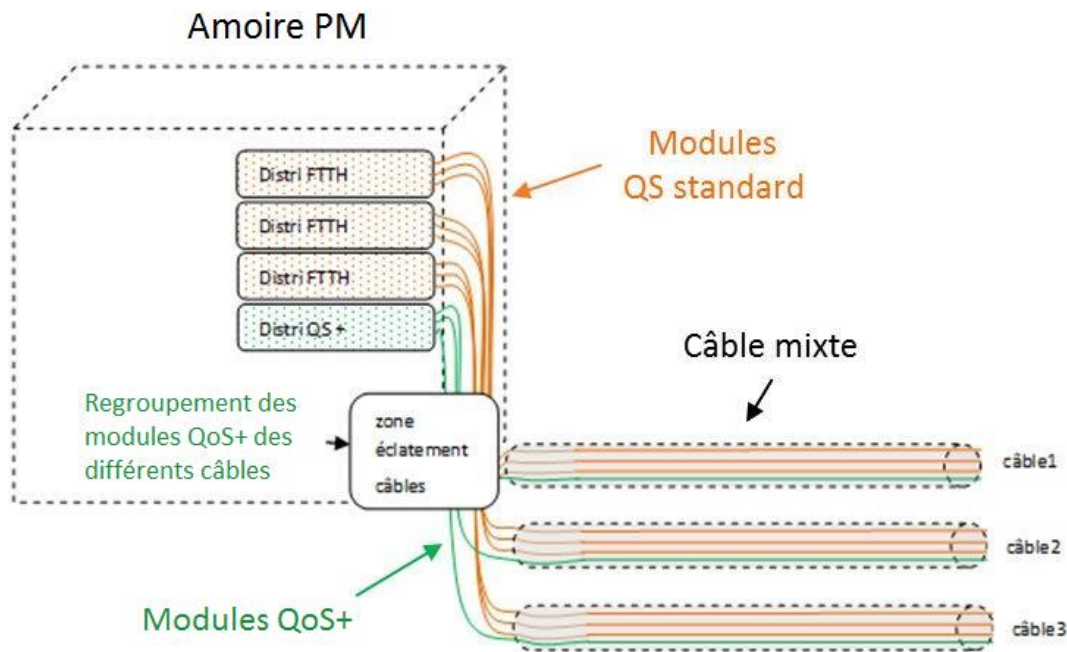 Amoire PM
Modules
QS standard
Distri FTTH
Distri FTTH
Distri FTTH
Distri QS +
Câble mixte
Regroupement des
modules QoS+ des
différents câbles
zone
éclatement
câbles
câble1
câble2
câble3
Modules QoS+